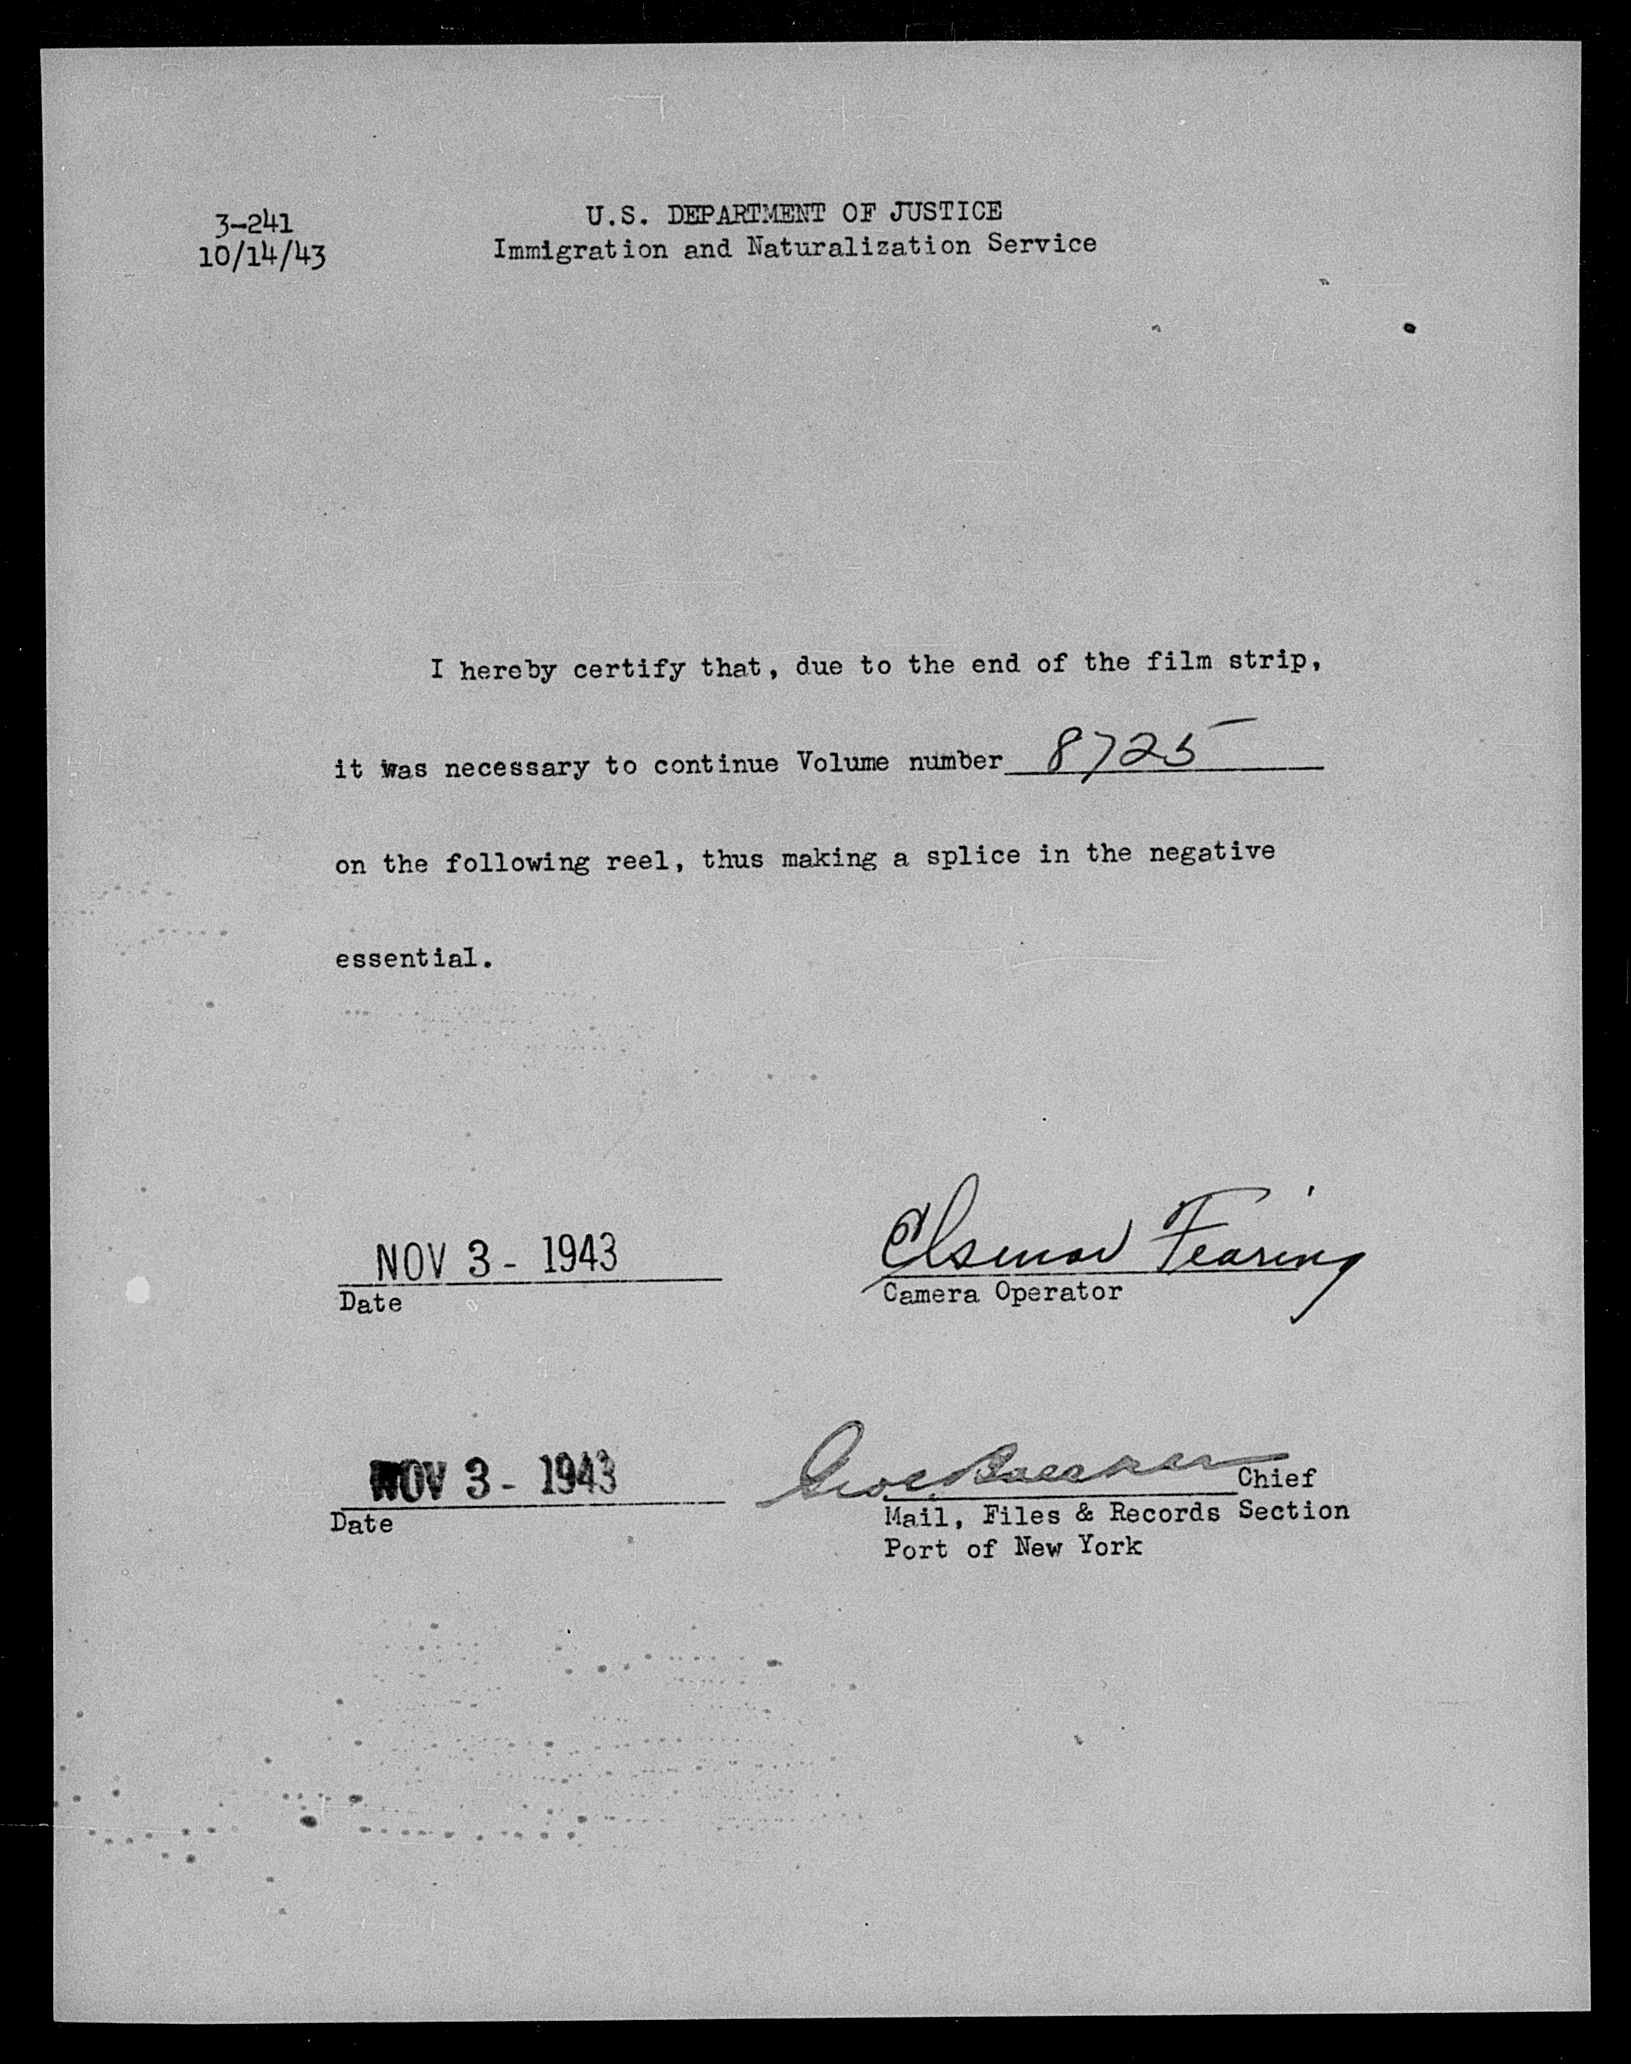 3-241
10/14/43
U.S. DEPARTMENT OF JUSTICE
Immigration and Naturalization Service
I hereby certify that, due to the end of the film strip,
it was necessary to continue Volume number 8725
on the following reel, thus making a splice in the negative
essential.
NOV 3 - 1943
Date
Fearing
Camera Operator
NOV 3 - 1943
Date
Chief
Mail, Files & Records Section
Port of New York